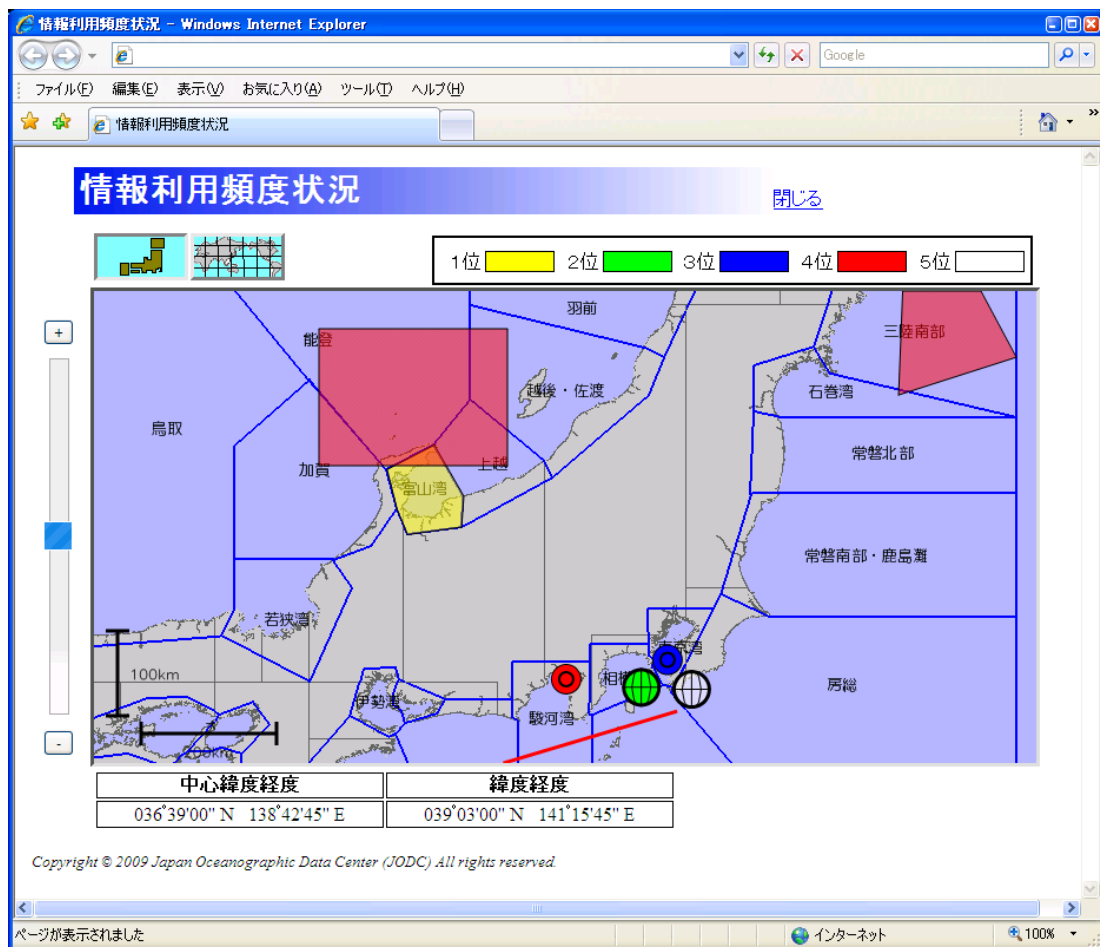 情報利用頻度状況 - Windows Internet Explorer
Google
ファイル(F) 編集(E) 表示(V) お気に入り(A) ツール(T) ヘルプ(H)
情報利用頻度状況
情報利用頻度状況
閉じる
1位 2位 3位 4位 5位
+
羽前
能登
三陸南部
越後・佐渡
石巻湾
鳥取
常磐北部
上越
加賀
富山湾
常磐南部・鹿島灘
若狭湾
東京湾
100km
相模
房総
伊勢湾
駿河湾
-
中心緯度経度 緯度経度
036°39'00" N 138°42'45" E 039°03'00" N 141°15'45" E
Copyright © 2009 Japan Oceanographic Data Center (JODC) All rights reserved.
ページが表示されました インターネット 100%